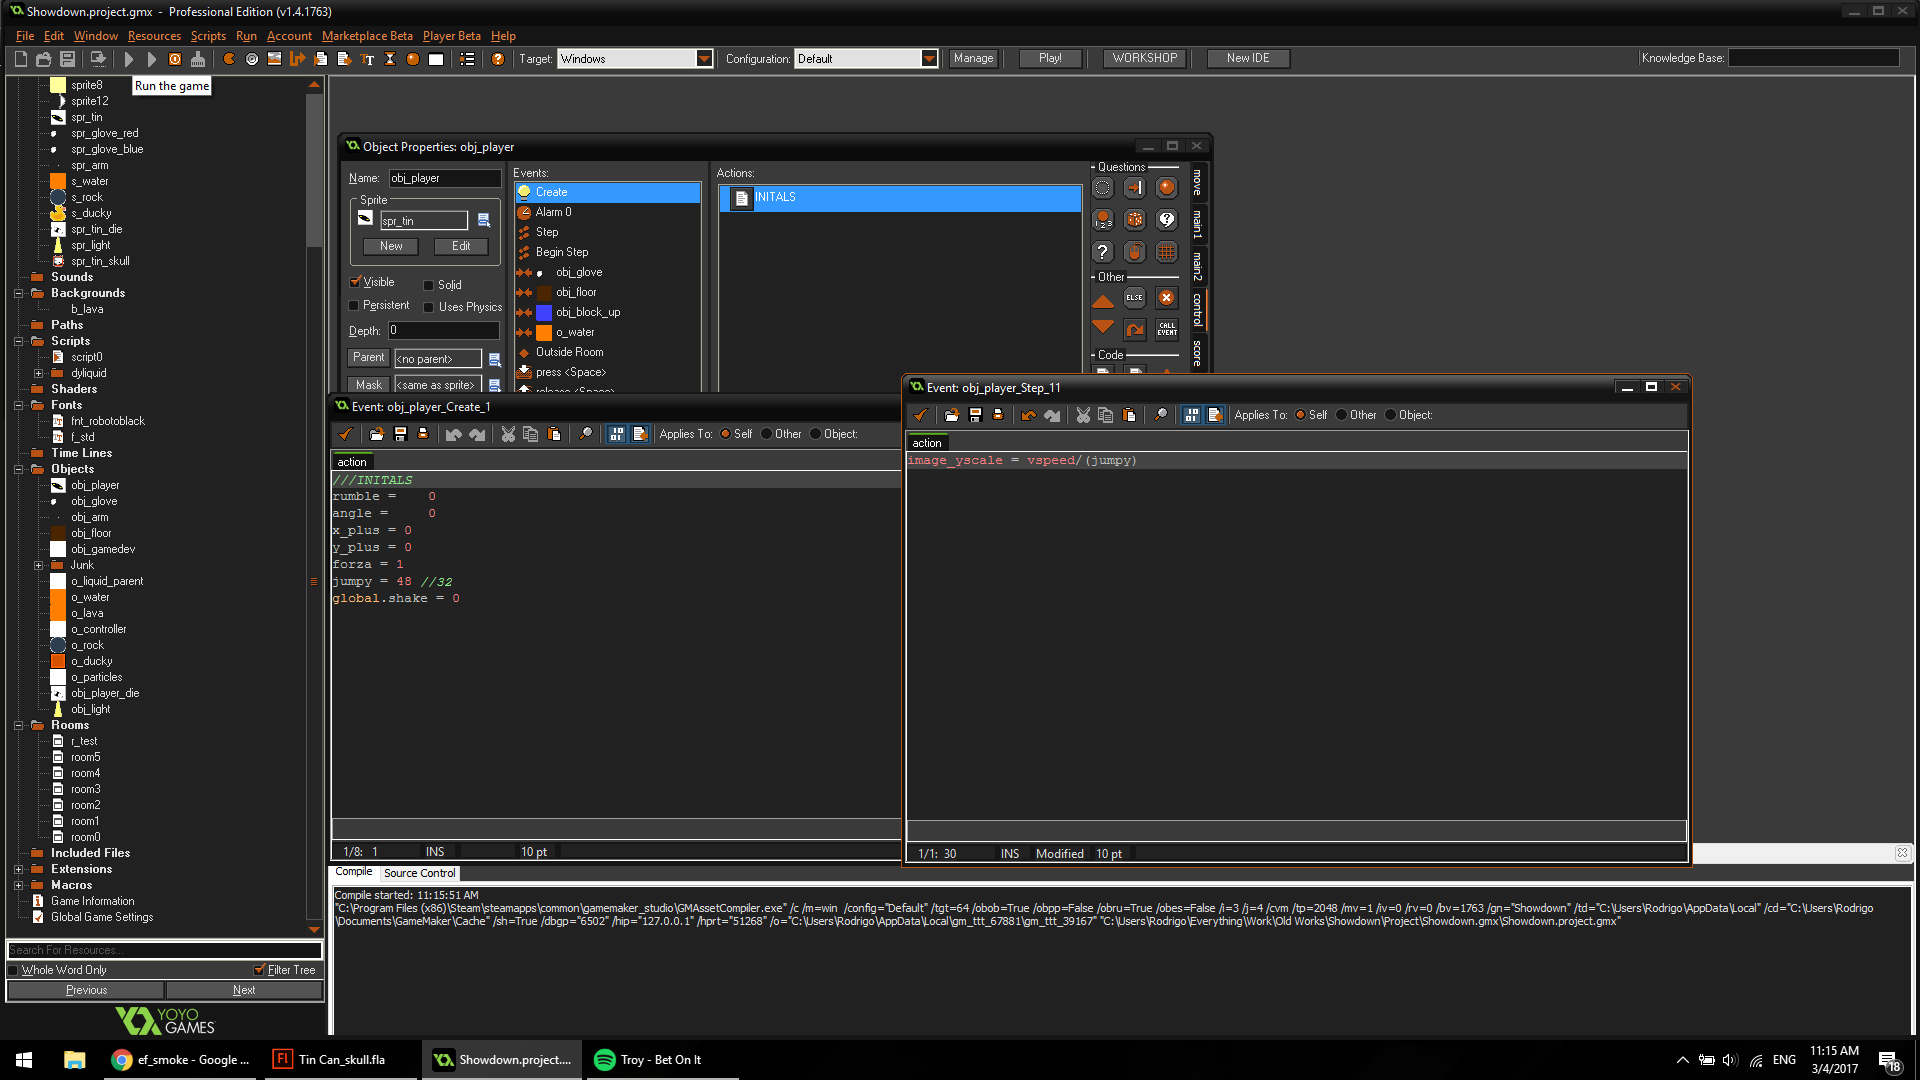 Showdown.project.gmx - Professional Edition (v1.4.1763)
File Edit Window Resources Scripts Run Account Marketplace Beta Player Beta Help
Target: Windows Configuration: Default Manage Play! WORKSHOP New IDE Knowledge Base:
Run the game
sprite8
sprite12
spr_tin
spr_glove_red
spr_glove_blue
spr_arm
s_water
s_rock
s_ducky
spr_tin_die
spr_light
spr_tin_skull
Sounds
Backgrounds
b_lava
Paths
Scripts
script0
dyliquid
Shaders
Fonts
fnt_robotoblack
f_std
Time Lines
Objects
obj_player
obj_glove
obj_arm
obj_floor
obj_gamedev
Junk
o_liquid_parent
o_water
o_lava
o_controller
o_rock
o_ducky
o_particles
obj_player_die
obj_light
Rooms
r_test
room5
room4
room3
room2
room1
room0
Included Files
Extensions
Macros
Game Information
Global Game Settings
Search For Resources...
Whole Word Only Filter Tree
Previous Next
YOYO
GAMES
Object Properties: obj_player
Name: obj_player
Sprite
spr_tin
New Edit
Visible Solid
Persistent Uses Physics
Depth: 0
Parent <no parent>
Mask <same as sprite>
Events:
Create
Alarm 0
Step
Begin Step
obj_glove
obj_floor
obj_block_up
o_water
Outside Room
press <Space>
release <Space>
Actions:
INITALS
Questions
Other
ELSE
CALL EVENT
Code
move
main1
main2
control
score
Event: obj_player_Create_1
Applies To: Self Other Object:
action
///INITALS
rumble = 0
angle = 0
x_plus = 0
y_plus = 0
forza = 1
jumpy = 48 //32
global.shake = 0
1/8: 1 INS 10 pt
Event: obj_player_Step_11
Applies To: Self Other Object:
action
image_yscale = vspeed/(jumpy)
1/1: 30 INS Modified 10 pt
Compile Source Control
Compile started: 11:15:51 AM
"C:\Program Files (x86)\Steam\steamapps\common\gamemaker_studio\GMAssetCompiler.exe" /c /m=win /config="Default" /tgt=64 /obob=True /obpp=False /obru=True /obes=False /i=3 /j=4 /cvm /tp=2048 /mv=1 /iv=0 /rv=0 /bv=1763 /gn="Showdown" /td="C:\Users\Rodrigo\AppData\Local" /cd="C:\Users\Rodrigo
\Documents\GameMaker\Cache" /sh=True /dbgp="6502" /hip="127.0.0.1" /hprt="51268" /o="C:\Users\Rodrigo\AppData\Local\gm_ttt_67881\gm_ttt_39167" "C:\Users\Rodrigo\Everything\Work\Old Works\Showdown\Project\Showdown.gmx\Showdown.project.gmx"
ef_smoke - Google ... Tin Can_skull.fla Showdown.project.... Troy - Bet On It
ENG 11:15 AM
3/4/2017
18